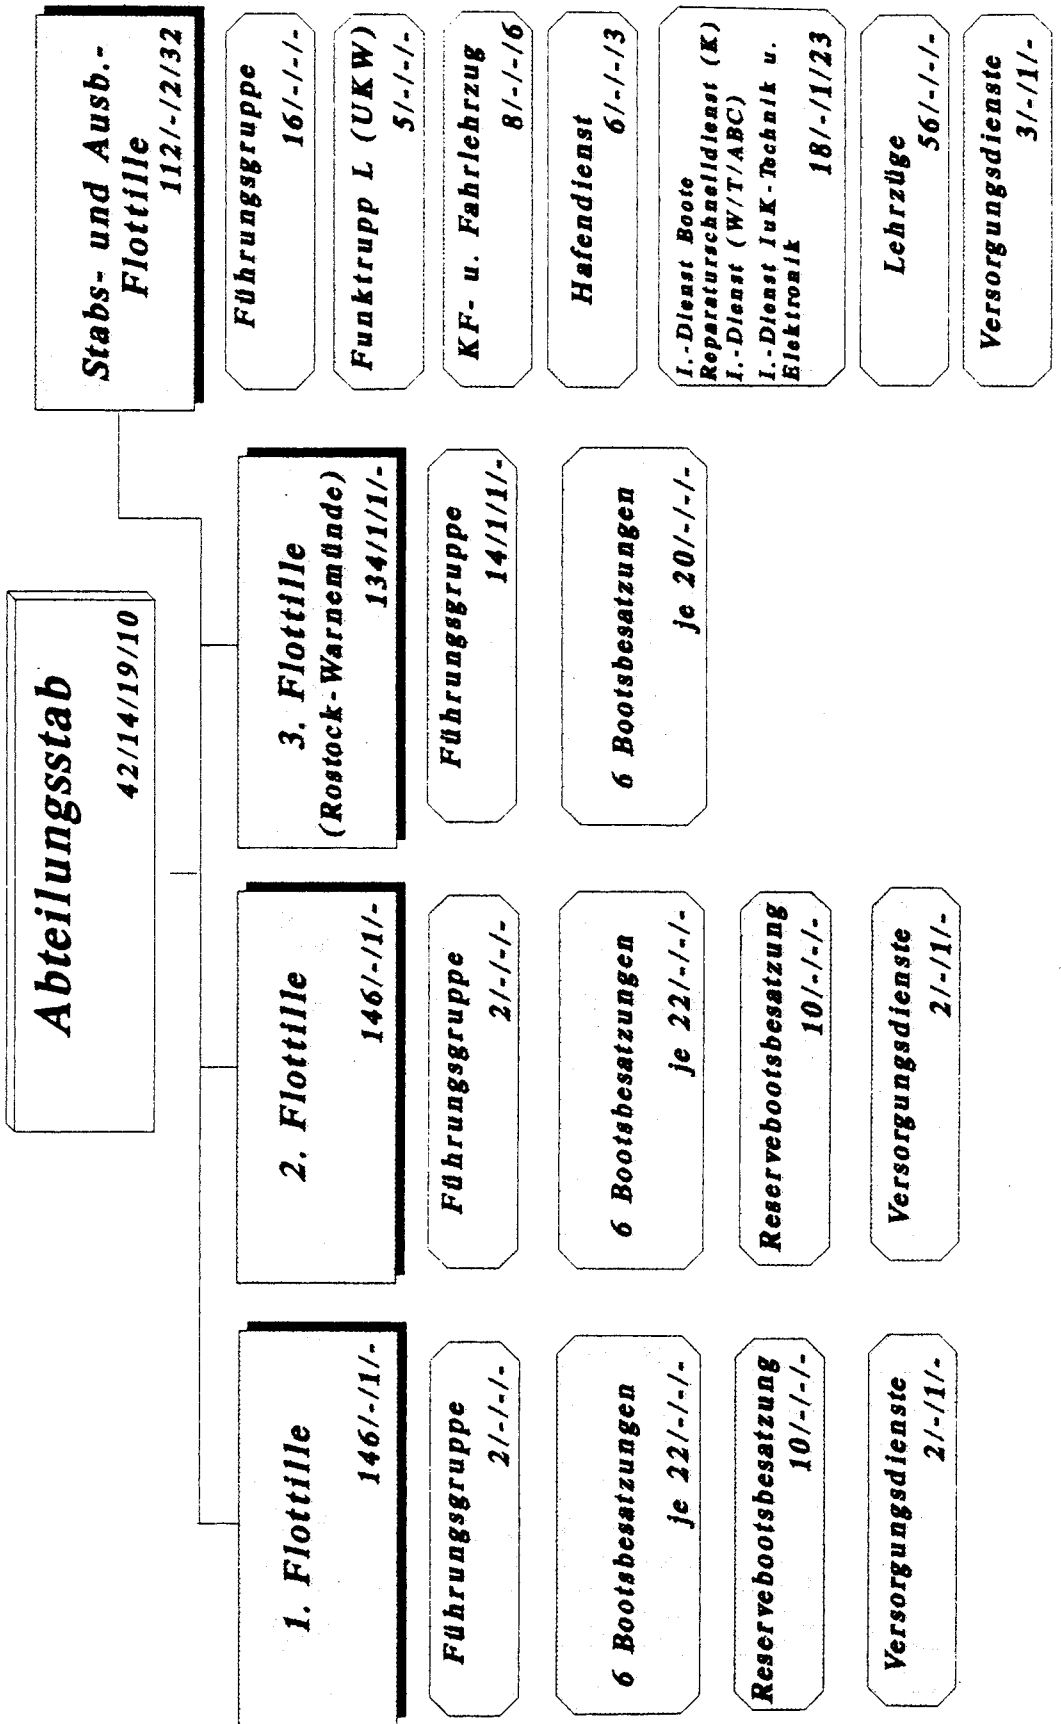 Abteilungsstab
42/14/19/10
1. Flottille
146/-/1/-
Führungsgruppe
2/-/-/-
6 Bootsbesatzungen
je 22/-/-/-
Reservebootsbesatzung
10/-/-/-
Versorgungsdienste
2/-/1/-
2. Flottille
146/-/1/-
Führungsgruppe
2/-/-/-
6 Bootsbesatzungen
je 22/-/-/-
Reservebootsbesatzung
10/-/-/-
Versorgungsdienste
2/-/1/-
3. Flottille
(Rostock-Warnemünde)
134/1/1/-
Führungsgruppe
14/1/1/-
6 Bootsbesatzungen
je 20/-/-/-
Stabs- und Ausb.-
Flottille
112/-/2/32
Führungsgruppe
16/-/-/-
Funktrupp L (UKW)
5/-/-/-
KF- u. Fahrlehrzug
8/-/-/6
Hafendienst
6/-/-/3
I.-Dienst Boote
Reparaturschnelldienst (K)
I.-Dienst (W/T/ABC)
I.-Dienst IuK-Technik u.
Elektronik
18/-/1/23
Lehrzüge
56/-/-/-
Versorgungsdienste
3/-/1/-